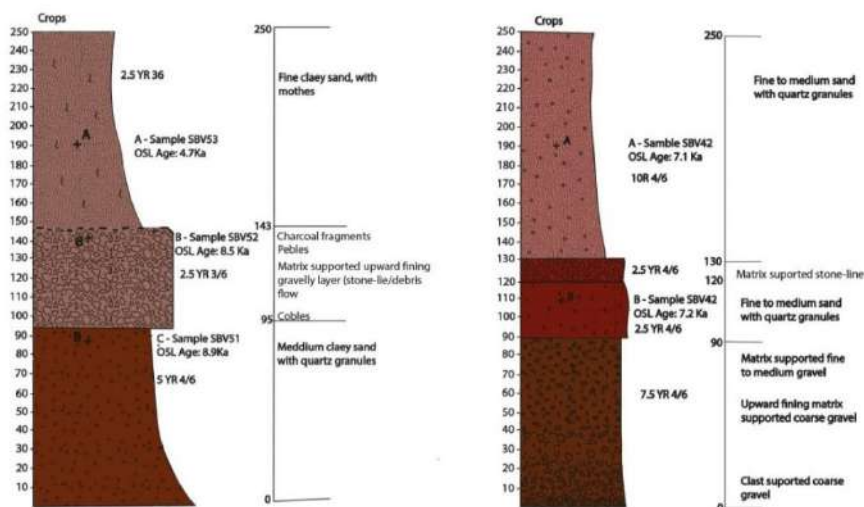 Crops
250
240
230
220
210
200
190
180
170
160
150
140
130
120
110
100
90
80
70
60
50
40
30
20
10
2.5 YR 36
A
A - Sample SBV53
OSL Age: 4.7Ka
B
B - Sample SBV52
OSL Age: 8.5 Ka
2.5 YR 3/6
B
C - Sample SBV51
OSL Age: 8.9Ka
5 YR 4/6
250
Fine claey sand, with
mothes
143
Charcoal fragments
Pebles
Matrix supported upward fining
gravelly layer (stone-lie/debris
flow
Cobles
95
Meddium claey sand
with quartz granules
0
Crops
250
240
230
220
210
200
190
180
170
160
150
140
130
120
110
100
90
80
70
60
50
40
30
20
10
A
A - Samble SBV42
OSL Age: 7.1 Ka
10R 4/6
2.5 YR 4/6
B
B - Sample SBV42
OSL Age: 7.2 Ka
2.5 YR 4/6
7.5 YR 4/6
250
Fine to medium sand
with quartz granules
130
Matrix suported stone-line
120
Fine to medium sand
with quartz granules
90
Matrix supported fine
to medium gravel
Upward fining matrix
supported coarse gravel
Clast suported coarse
gravel
0